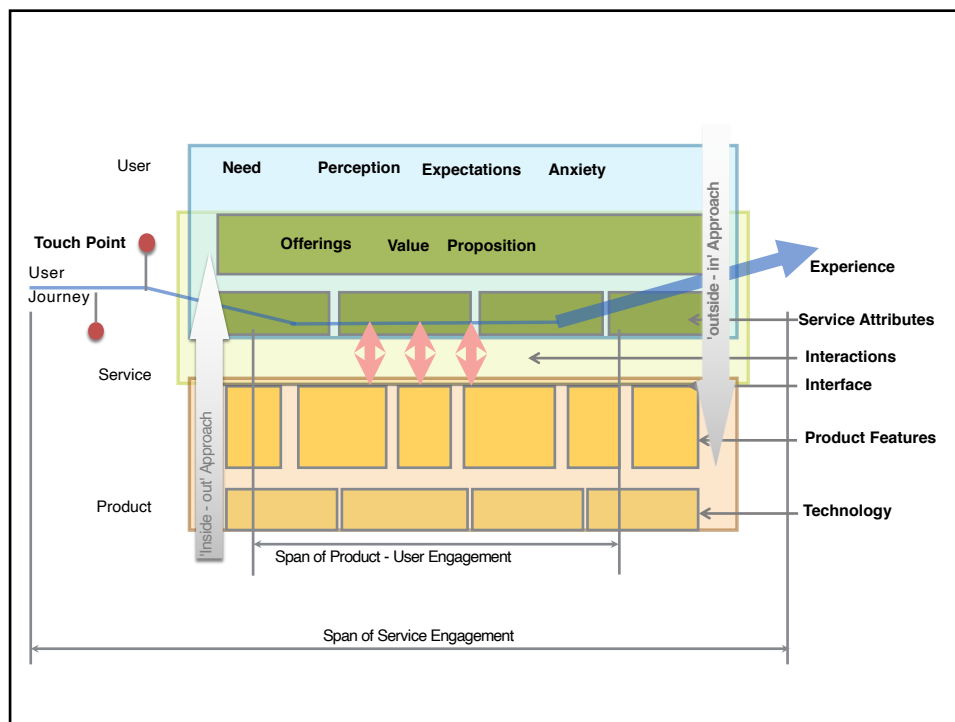 User
Need Perception Expectations Anxiety
Offerings Value Proposition
Touch Point
User
Journey
Experience
Service Attributes
Interactions
Service
Interface
Product Features
Product
Technology
'Inside - out' Approach
'outside - in' Approach
Span of Product - User Engagement
Span of Service Engagement